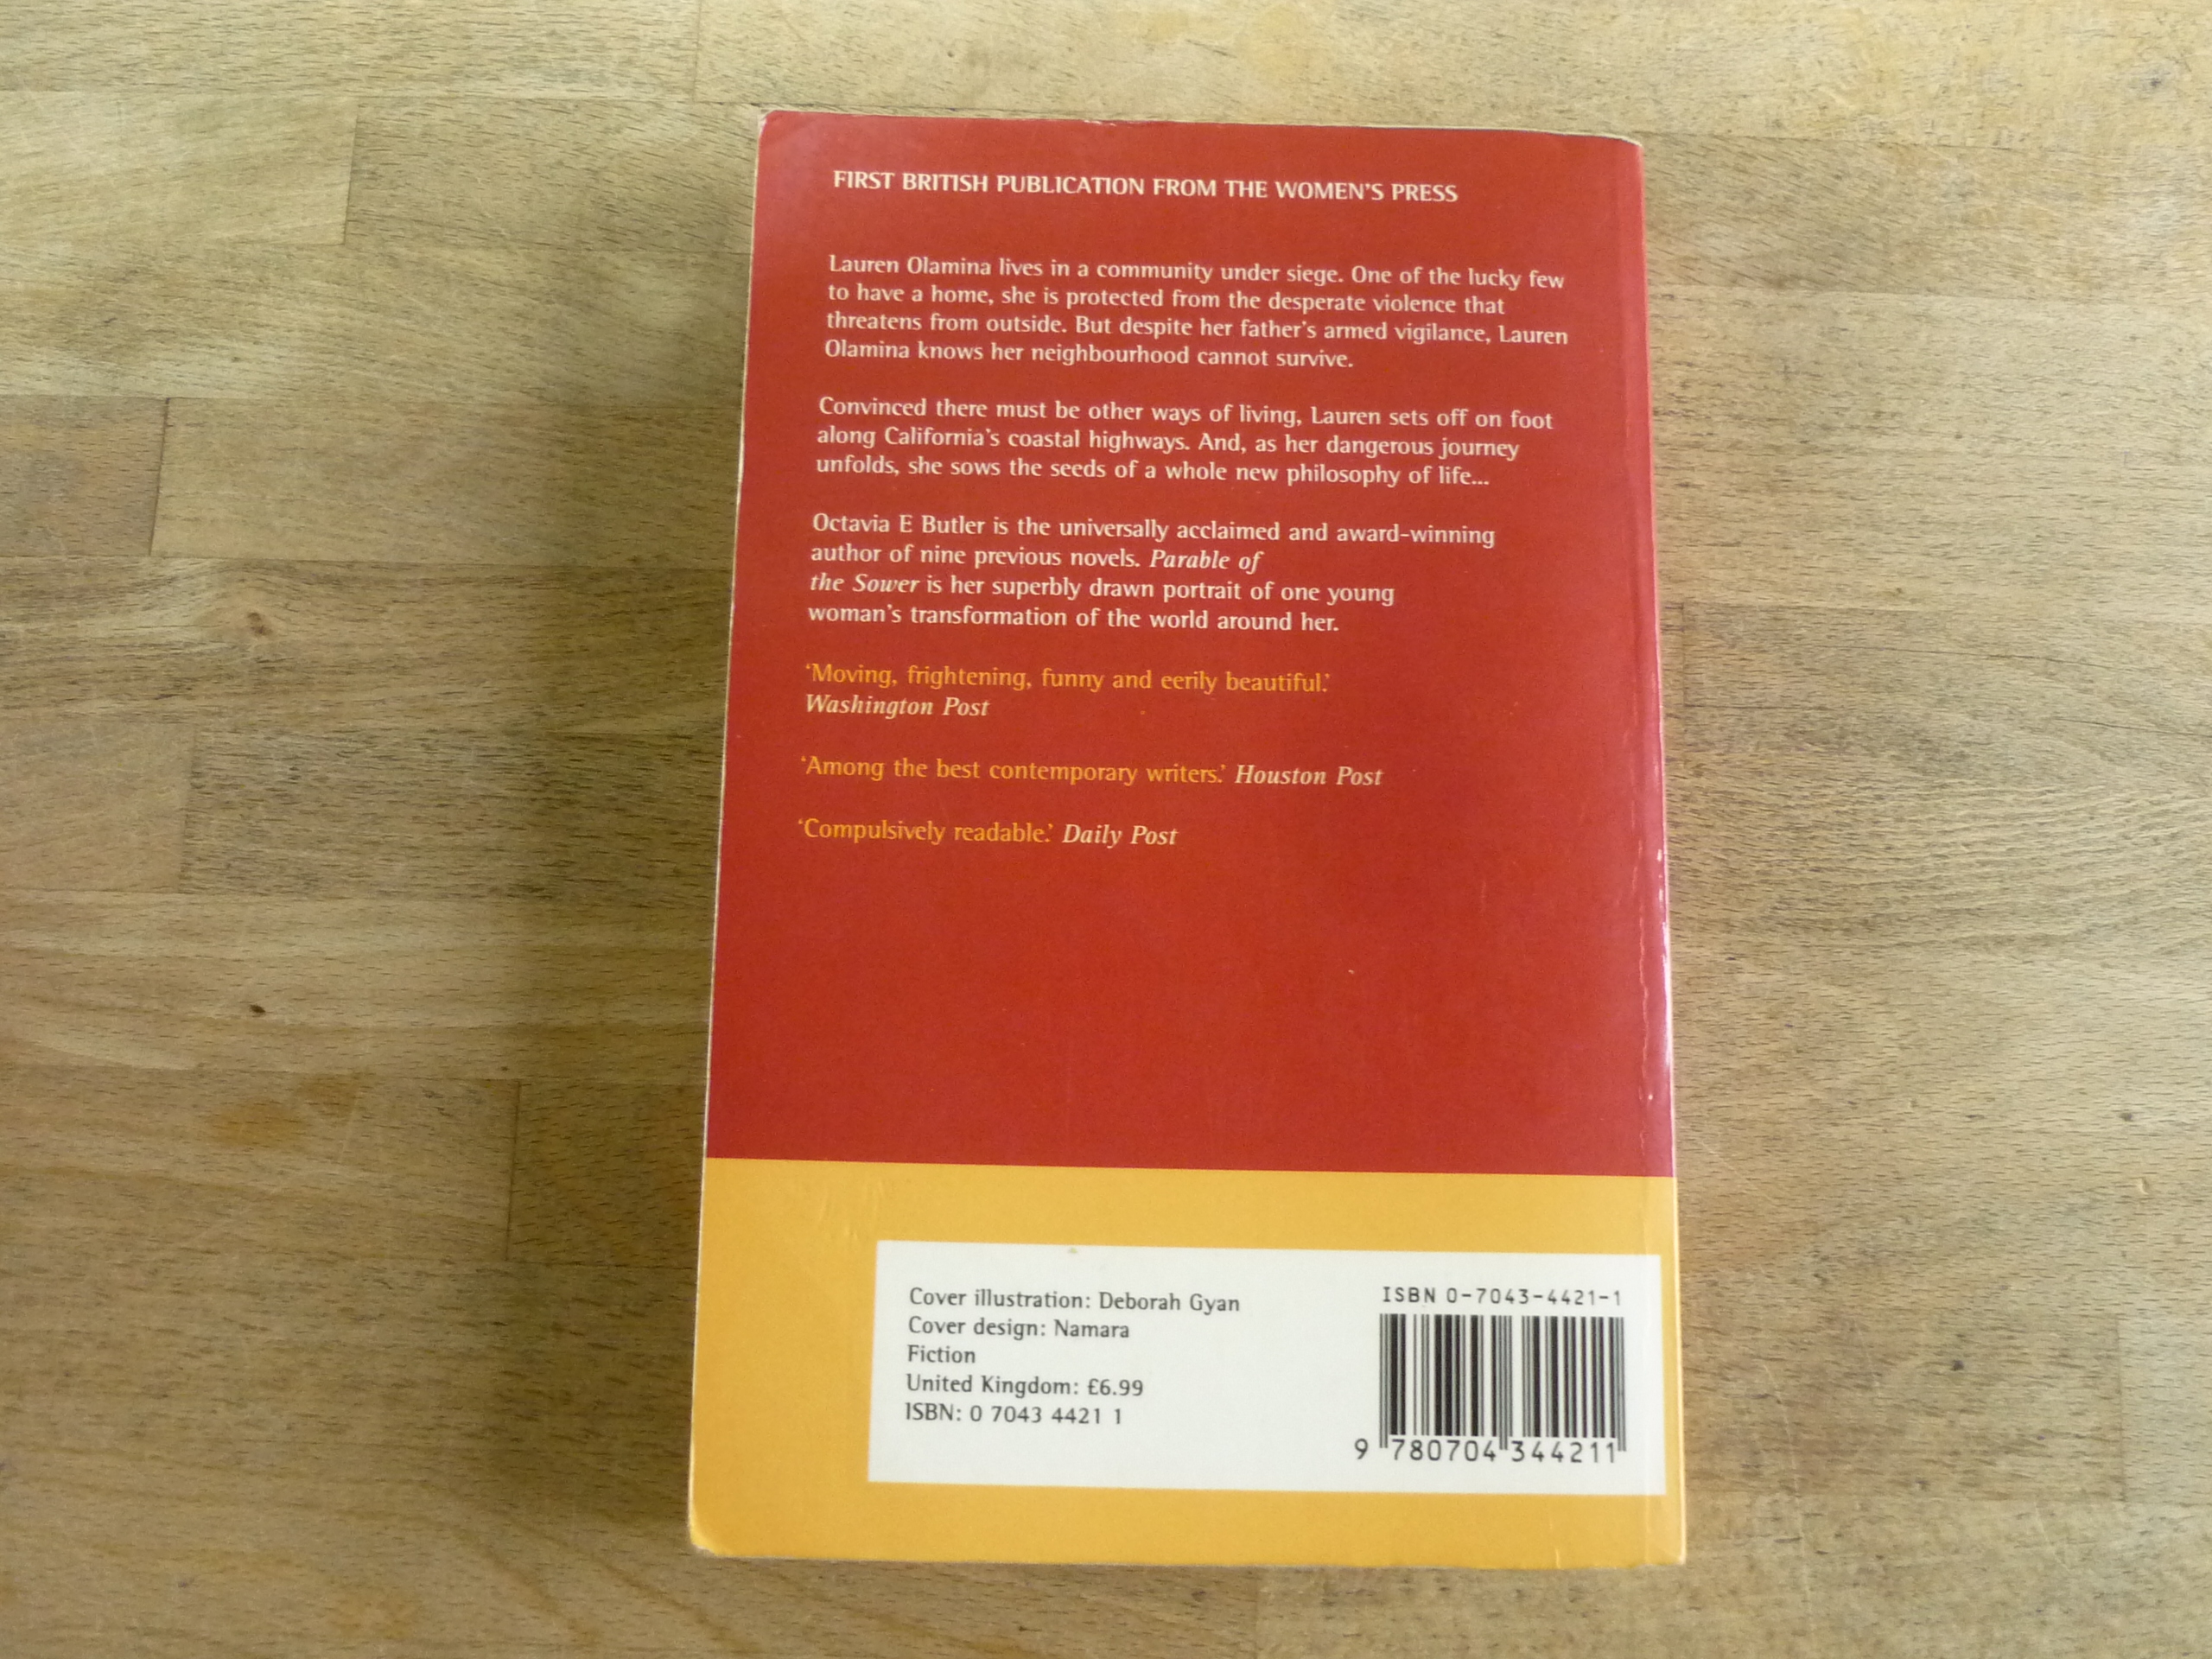 FIRST BRITISH PUBLICATION FROM THE WOMEN'S PRESS
Lauren Olamina lives in a community under siege. One of the lucky few
to have a home, she is protected from the desperate violence that
threatens from outside. But despite her father's armed vigilance, Lauren
Olamina knows her neighbourhood cannot survive.
Convinced there must be other ways of living, Lauren sets off on foot
along California's coastal highways. And, as her dangerous journey
unfolds, she sows the seeds of a whole new philosophy of life...
Octavia E Butler is the universally acclaimed and award-winning
author of nine previous novels. Parable of
the Sower is her superbly drawn portrait of one young
woman's transformation of the world around her.
'Moving, frightening, funny and eerily beautiful.'
Washington Post
'Among the best contemporary writers.' Houston Post
'Compulsively readable.' Daily Post
Cover illustration: Deborah Gyan
Cover design: Namara
Fiction
United Kingdom: £6.99
ISBN: 0 7043 4421 1
ISBN 0-7043-4421-1
9 780704 344211